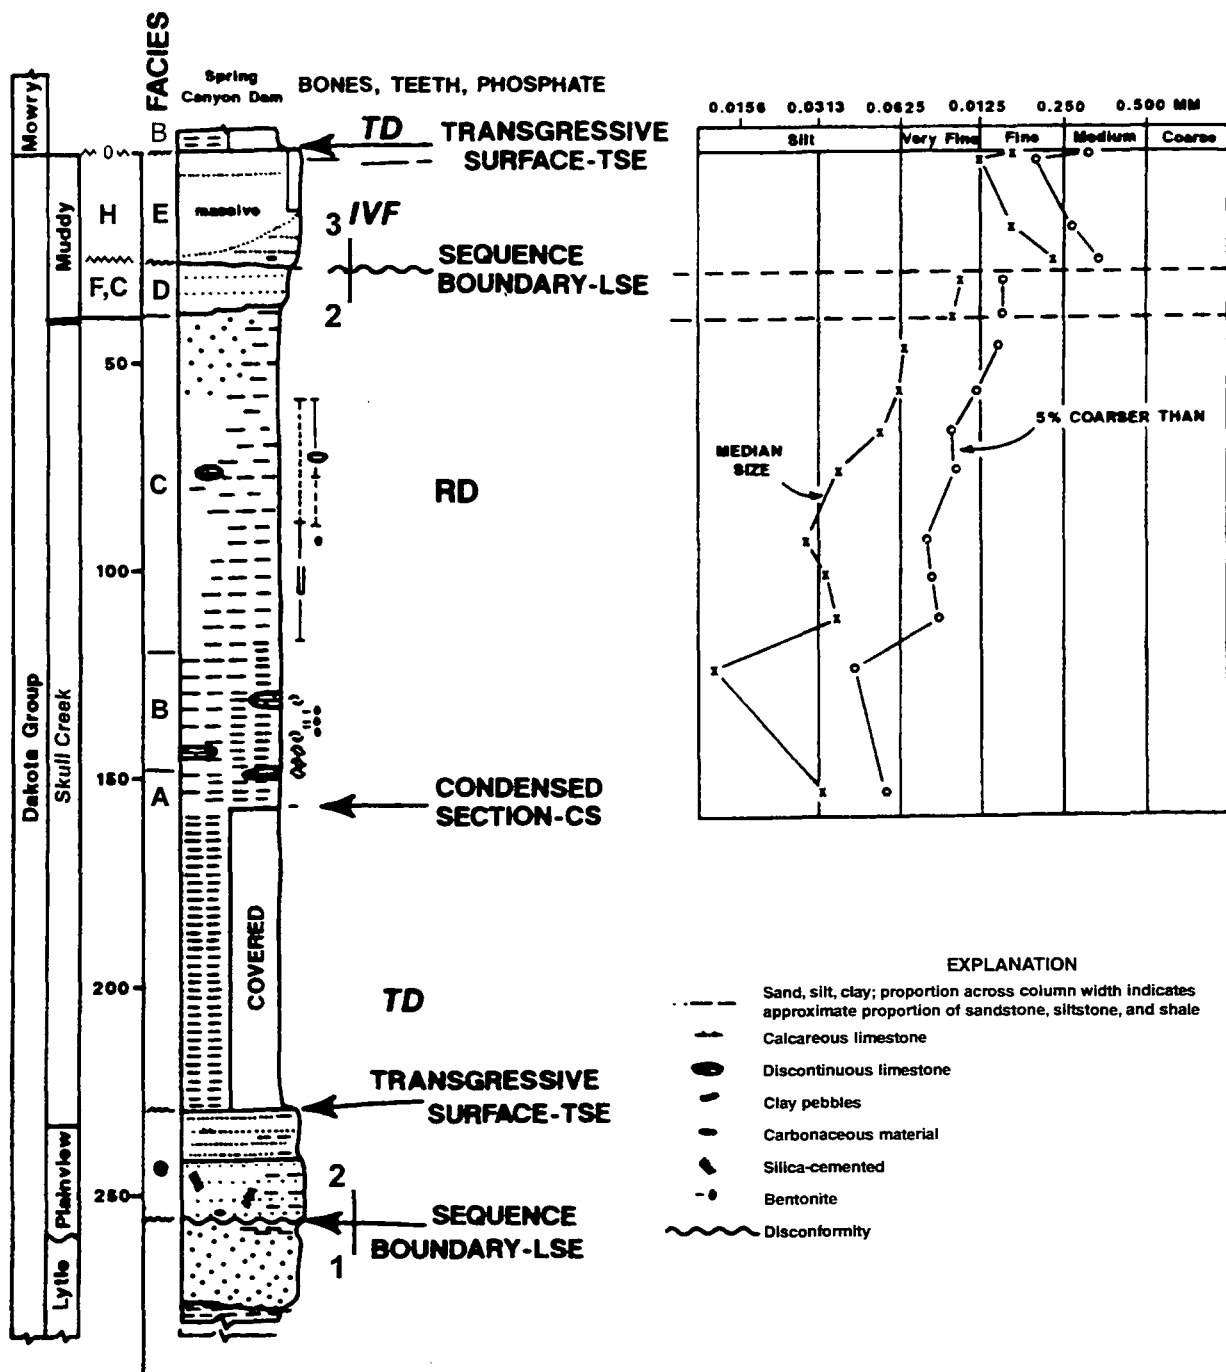 FACIES
Spring
Canyon Dam
BONES, TEETH, PHOSPHATE
Mowry
B
TD
TRANSGRESSIVE
SURFACE-TSE
0
Muddy
H
E
massive
3
IVF
SEQUENCE
BOUNDARY-LSE
F,C
D
2
50
C
RD
100
Dakota Group
Skull Creek
B
150
A
CONDENSED
SECTION-CS
COVERED
200
TD
TRANSGRESSIVE
SURFACE-TSE
Plainview
2
250
SEQUENCE
BOUNDARY-LSE
1
Lytle
0.0156 0.0313 0.0625 0.0125 0.250 0.500 MM
Silt Very Fine Fine Medium Coarse
5% COARSER THAN
MEDIAN
SIZE
EXPLANATION
Sand, silt, clay; proportion across column width indicates
approximate proportion of sandstone, siltstone, and shale
Calcareous limestone
Discontinuous limestone
Clay pebbles
Carbonaceous material
Silica-cemented
Bentonite
Disconformity